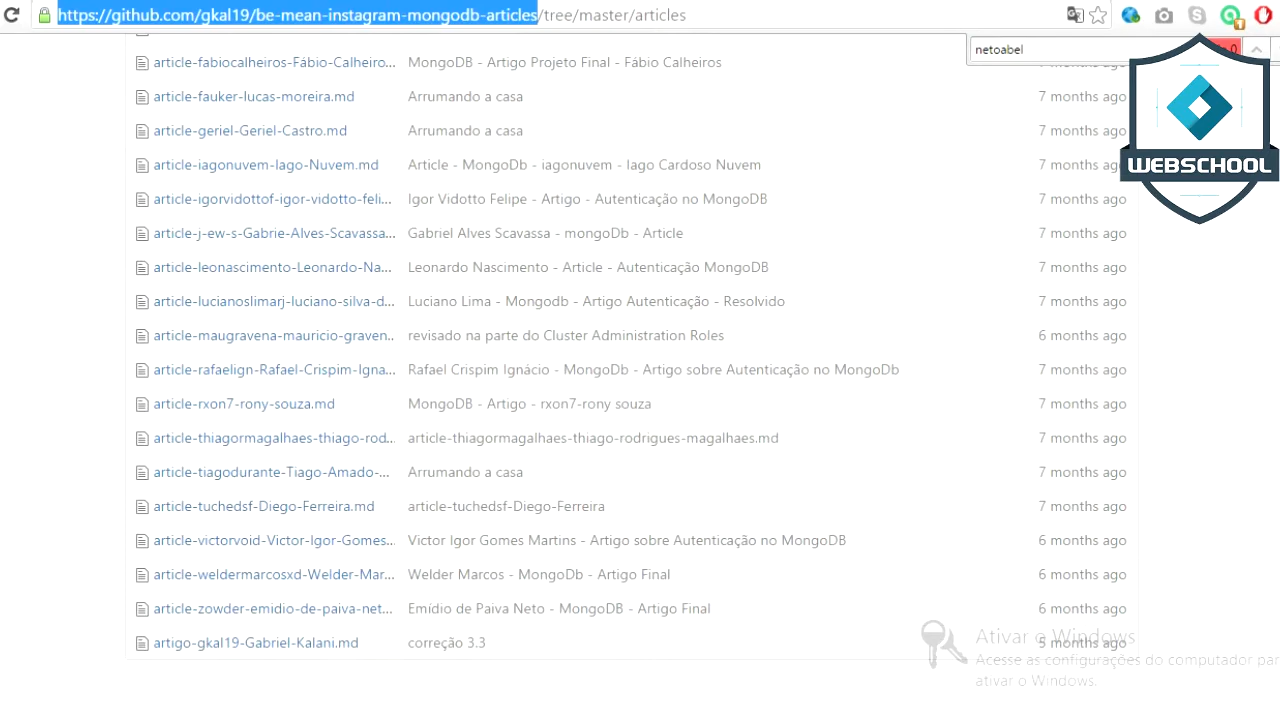 https://github.com/gkal19/be-mean-instagram-mongodb-articles/tree/master/articles
netoabel
article-fabiocalheiros-Fábio-Calheiro... MongoDB - Artigo Projeto Final - Fábio Calheiros
article-fauker-lucas-moreira.md Arrumando a casa 7 months ago
article-geriel-Geriel-Castro.md Arrumando a casa 7 months ago
article-iagonuvem-Iago-Nuvem.md Article - MongoDb - iagonuvem - Iago Cardoso Nuvem 7 months ago
article-igorvidottof-igor-vidotto-feli... Igor Vidotto Felipe - Artigo - Autenticação no MongoDB 7 months ago
article-j-ew-s-Gabrie-Alves-Scavassa... Gabriel Alves Scavassa - mongoDb - Article 7 months ago
article-leonascimento-Leonardo-Na... Leonardo Nascimento - Article - Autenticação MongoDB 7 months ago
article-lucianoslimarj-luciano-silva-d... Luciano Lima - Mongodb - Artigo Autenticação - Resolvido 7 months ago
article-maugravena-mauricio-graven... revisado na parte do Cluster Administration Roles 6 months ago
article-rafaelign-Rafael-Crispim-Igna... Rafael Crispim Ignácio - MongoDb - Artigo sobre Autenticação no MongoDb 7 months ago
article-rxon7-rony-souza.md MongoDB - Artigo - rxon7-rony souza 7 months ago
article-thiagormagalhaes-thiago-rod... article-thiagormagalhaes-thiago-rodrigues-magalhaes.md 7 months ago
article-tiagodurante-Tiago-Amado-... Arrumando a casa 7 months ago
article-tuchedsf-Diego-Ferreira.md article-tuchedsf-Diego-Ferreira 7 months ago
article-victorvoid-Victor-Igor-Gomes... Victor Igor Gomes Martins - Artigo sobre Autenticação no MongoDB 6 months ago
article-weldermarcosxd-Welder-Mar... Welder Marcos - MongoDb - Artigo Final 6 months ago
article-zowder-emidio-de-paiva-net... Emídio de Paiva Neto - MongoDB - Artigo Final 6 months ago
artigo-gkal19-Gabriel-Kalani.md correção 3.3 5 months ago
WEBSCHOOL
Ativar o Windows
Acesse as configurações do computador par
ativar o Windows.